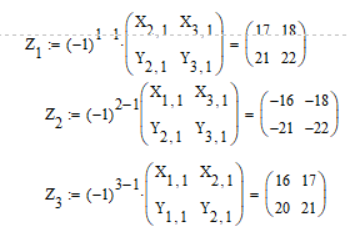 Z₁ := (−1)¹ ¹·(X₂,₁ X₃,₁ Y₂,₁ Y₃,₁) = (17 18 21 22)
Z₂ := (−1)²⁻¹(X₁,₁ X₃,₁ Y₂,₁ Y₃,₁) = (−16 −18 −21 −22)
Z₃ := (−1)³⁻¹·(X₁,₁ X₂,₁ Y₁,₁ Y₂,₁) = (16 17 20 21)